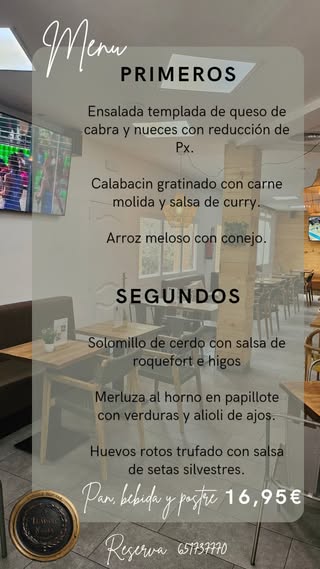 Menu
PRIMEROS
Ensalada templada de queso de
cabra y nueces con reducción de
Px.
Calabacin gratinado con carne
molida y salsa de curry.
Arroz meloso con conejo.
SEGUNDOS
Solomillo de cerdo con salsa de
roquefort e higos
Merluza al horno en papillote
con verduras y alioli de ajos.
Huevos rotos trufado con salsa
de setas silvestres.
Pan, bebida y postre 16,95€
Reserva 651737770